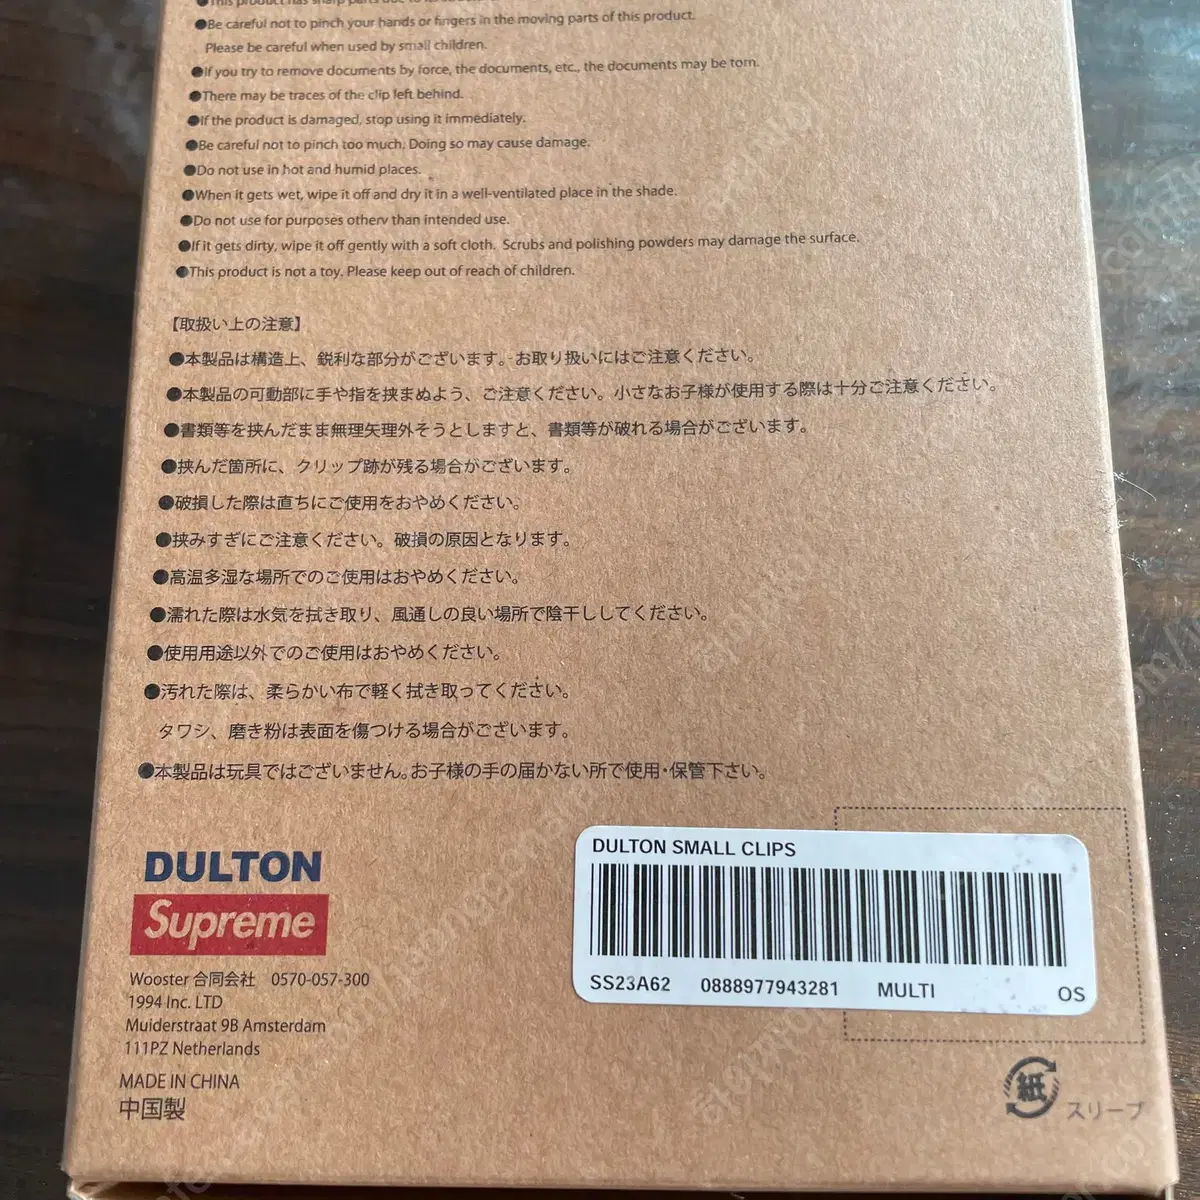 ●This product has sharp parts due to
●Be careful not to pinch your hands or fingers in the moving parts of this product.
Please be careful when used by small children.
●If you try to remove documents by force, the documents, etc., the documents may be torn.
●There may be traces of the clip left behind.
●If the product is damaged, stop using it immediately.
●Be careful not to pinch too much. Doing so may cause damage.
●Do not use in hot and humid places.
●When it gets wet, wipe it off and dry it in a well-ventilated place in the shade.
●Do not use for purposes otherv than intended use.
●If it gets dirty, wipe it off gently with a soft cloth. Scrubs and polishing powders may damage the surface.
●This product is not a toy. Please keep out of reach of children.
【取扱い上の注意】
●本製品は構造上、鋭利な部分がございます。お取り扱いにはご注意ください。
●本製品の可動部に手や指を挟まぬよう、ご注意ください。小さなお子様が使用する際は十分ご注意ください。
●書類等を挟んだまま無理矢理外そうとしますと、書類等が破れる場合がございます。
●挟んだ箇所に、クリップ跡が残る場合がございます。
●破損した際は直ちにご使用をおやめください。
●挟みすぎにご注意ください。破損の原因となります。
●高温多湿な場所でのご使用はおやめください。
●濡れた際は水気を拭き取り、風通しの良い場所で陰干ししてください。
●使用用途以外でのご使用はおやめください。
●汚れた際は、柔らかい布で軽く拭き取ってください。
タワシ、磨き粉は表面を傷つける場合がございます。
●本製品は玩具ではございません。お子様の手の届かない所で使用・保管下さい。
DULTON
Supreme
Wooster 合同会社 0570-057-300
1994 Inc. LTD
Muiderstraat 9B Amsterdam
111PZ Netherlands
MADE IN CHINA
中国製
DULTON SMALL CLIPS
SS23A62 0888977943281 MULTI OS
紙 スリーブ